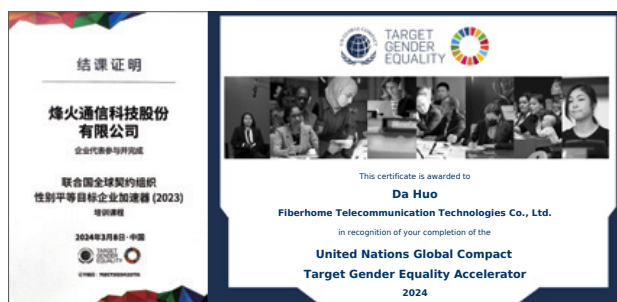 结课证明
烽火通信科技股份
有限公司
企业代表参与并完成
联合国全球契约组织
性别平等目标企业加速器 (2023)
培训课程
2024年3月8日·中国
TARGET
GENDER
EQUALITY
UN GLOBAL COMPACT
TARGET
GENDER
EQUALITY
This certificate is awarded to
Da Huo
Fiberhome Telecommunication Technologies Co., Ltd.
in recognition of your completion of the
United Nations Global Compact
Target Gender Equality Accelerator
2024